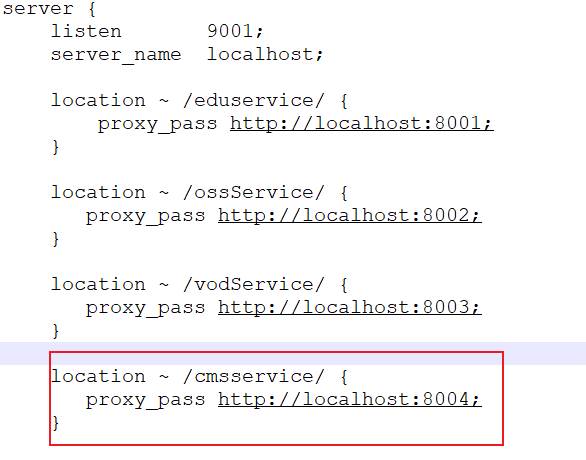 server {
    listen       9001;
    server_name  localhost;

    location ~ /eduservice/ {
        proxy_pass http://localhost:8001;
    }

    location ~ /ossService/ {
       proxy_pass http://localhost:8002;
    }

    location ~ /vodService/ {
       proxy_pass http://localhost:8003;
    }

    location ~ /cmsservice/ {
       proxy_pass http://localhost:8004;
    }